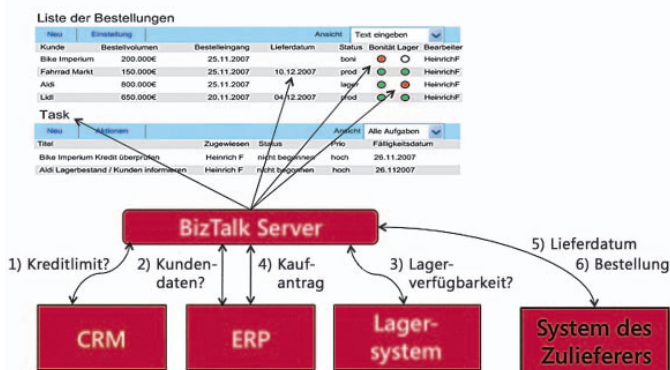 Liste der Bestellungen
Neu Einstellung Ansicht Text eingeben
Kunde Bestellvolumen Bestelleingang Lieferdatum Status Bonität Lager Bearbeiter
Bike Imperium 200.000€ 25.11.2007 boni HeinrichF
Fahrrad Markt 150.000€ 25.11.2007 10.12.2007 prod HeinrichF
Aldi 800.000€ 25.11.2007 lager HeinrichF
Lidl 650.000€ 20.11.2007 04.12.2007 prod HeinrichF
Task
Neu Aktionen Ansicht Alle Aufgaben
Titel Zugewiesen Status Prio Fälligkeitsdatum
Bike Imperium Kredit überprüfen Heinrich F nicht begonnen hoch 26.11.2007
Aldi Lagerbestand / Kunden informieren Heinrich F nicht begonnen hoch 26.112007
BizTalk Server
1) Kreditlimit?
2) Kunden-
daten?
4) Kauf-
antrag
3) Lager-
verfügbarkeit?
5) Lieferdatum
6) Bestellung
CRM
ERP
Lager-
system
System des
Zulieferers